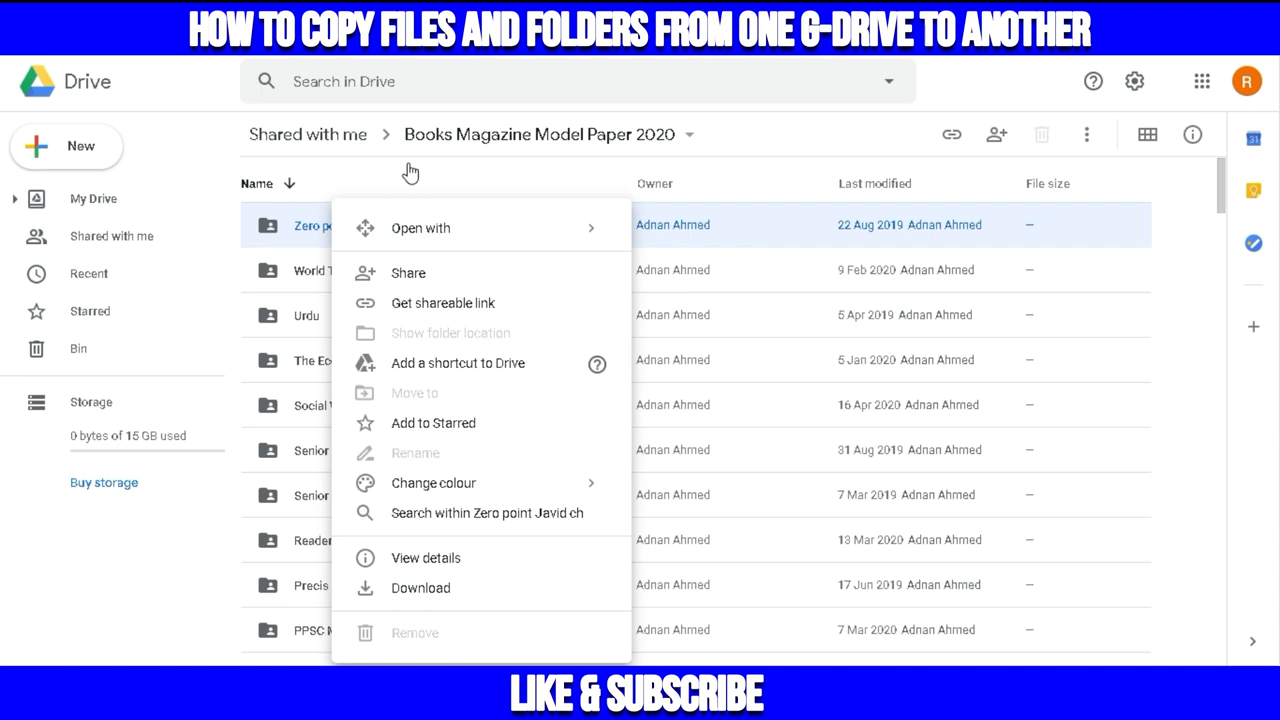 HOW TO COPY FILES AND FOLDERS FROM ONE G-DRIVE TO ANOTHER
Drive
Search in Drive
R
New
Shared with me > Books Magazine Model Paper 2020
31
Name Owner Last modified File size
My Drive
Shared with me
Recent
Starred
Bin
Storage
0 bytes of 15 GB used
Buy storage
Zero po Adnan Ahmed 22 Aug 2019 Adnan Ahmed –
World T Adnan Ahmed 9 Feb 2020 Adnan Ahmed –
Urdu Adnan Ahmed 5 Apr 2019 Adnan Ahmed –
The Ec Adnan Ahmed 5 Jan 2020 Adnan Ahmed –
Social Adnan Ahmed 16 Apr 2020 Adnan Ahmed –
Senior Adnan Ahmed 31 Aug 2019 Adnan Ahmed –
Senior Adnan Ahmed 7 Mar 2019 Adnan Ahmed –
Reader Adnan Ahmed 13 Mar 2020 Adnan Ahmed –
Precis Adnan Ahmed 17 Jun 2019 Adnan Ahmed –
PPSC M Adnan Ahmed 7 Mar 2020 Adnan Ahmed –
Open with
Share
Get shareable link
Show folder location
Add a shortcut to Drive
Move to
Add to Starred
Rename
Change colour
Search within Zero point Javid ch
View details
Download
Remove
LIKE & SUBSCRIBE